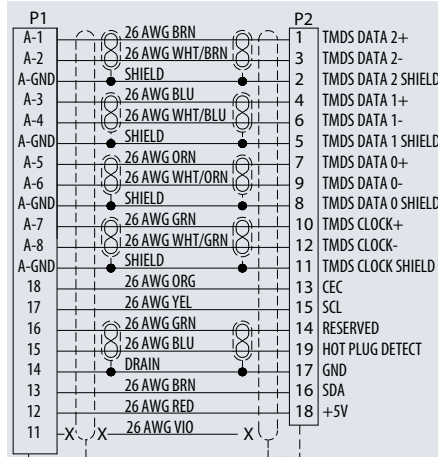 P1 P2
A-1 26 AWG BRN 1 TMDS DATA 2+
A-2 26 AWG WHT/BRN 3 TMDS DATA 2-
A-GND SHIELD 2 TMDS DATA 2 SHIELD
A-3 26 AWG BLU 4 TMDS DATA 1+
A-4 26 AWG WHT/BLU 6 TMDS DATA 1-
A-GND SHIELD 5 TMDS DATA 1 SHIELD
A-5 26 AWG ORN 7 TMDS DATA 0+
A-6 26 AWG WHT/ORN 9 TMDS DATA 0-
A-GND SHIELD 8 TMDS DATA 0 SHIELD
A-7 26 AWG GRN 10 TMDS CLOCK+
A-8 26 AWG WHT/GRN 12 TMDS CLOCK-
A-GND SHIELD 11 TMDS CLOCK SHIELD
18 26 AWG ORG 13 CEC
17 26 AWG YEL 15 SCL
16 26 AWG GRN 14 RESERVED
15 26 AWG BLU 19 HOT PLUG DETECT
14 DRAIN 17 GND
13 26 AWG BRN 16 SDA
12 26 AWG RED 18 +5V
11 X X 26 AWG VIO X